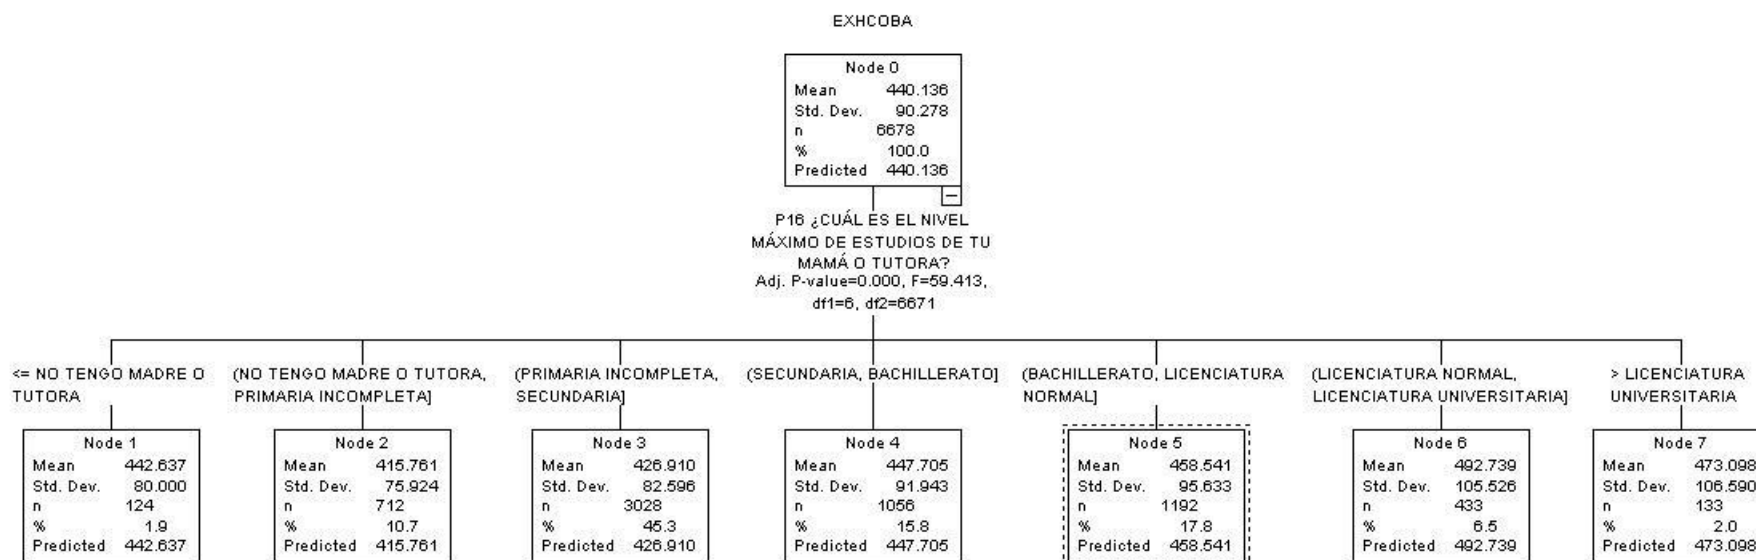 EXHCOBA
Node 0
Mean 440.136
Std. Dev. 90.278
n 6678
% 100.0
Predicted 440.136
P16 ¿CUÁL ES EL NIVEL
MÁXIMO DE ESTUDIOS DE TU
MAMÁ O TUTORA?
Adj. P-value=0.000, F=59.413,
df1=6, df2=6671
<= NO TENGO MADRE O
TUTORA
Node 1
Mean 442.637
Std. Dev. 80.000
n 124
% 1.9
Predicted 442.637
(NO TENGO MADRE O TUTORA,
PRIMARIA INCOMPLETA]
Node 2
Mean 415.761
Std. Dev. 75.924
n 712
% 10.7
Predicted 415.761
(PRIMARIA INCOMPLETA,
SECUNDARIA]
Node 3
Mean 426.910
Std. Dev. 82.596
n 3028
% 45.3
Predicted 426.910
(SECUNDARIA, BACHILLERATO]
Node 4
Mean 447.705
Std. Dev. 91.943
n 1056
% 15.8
Predicted 447.705
(BACHILLERATO, LICENCIATURA
NORMAL]
Node 5
Mean 458.541
Std. Dev. 95.633
n 1192
% 17.8
Predicted 458.541
(LICENCIATURA NORMAL,
LICENCIATURA UNIVERSITARIA]
Node 6
Mean 492.739
Std. Dev. 105.526
n 433
% 6.5
Predicted 492.739
> LICENCIATURA
UNIVERSITARIA
Node 7
Mean 473.098
Std. Dev. 106.590
n 133
% 2.0
Predicted 473.098